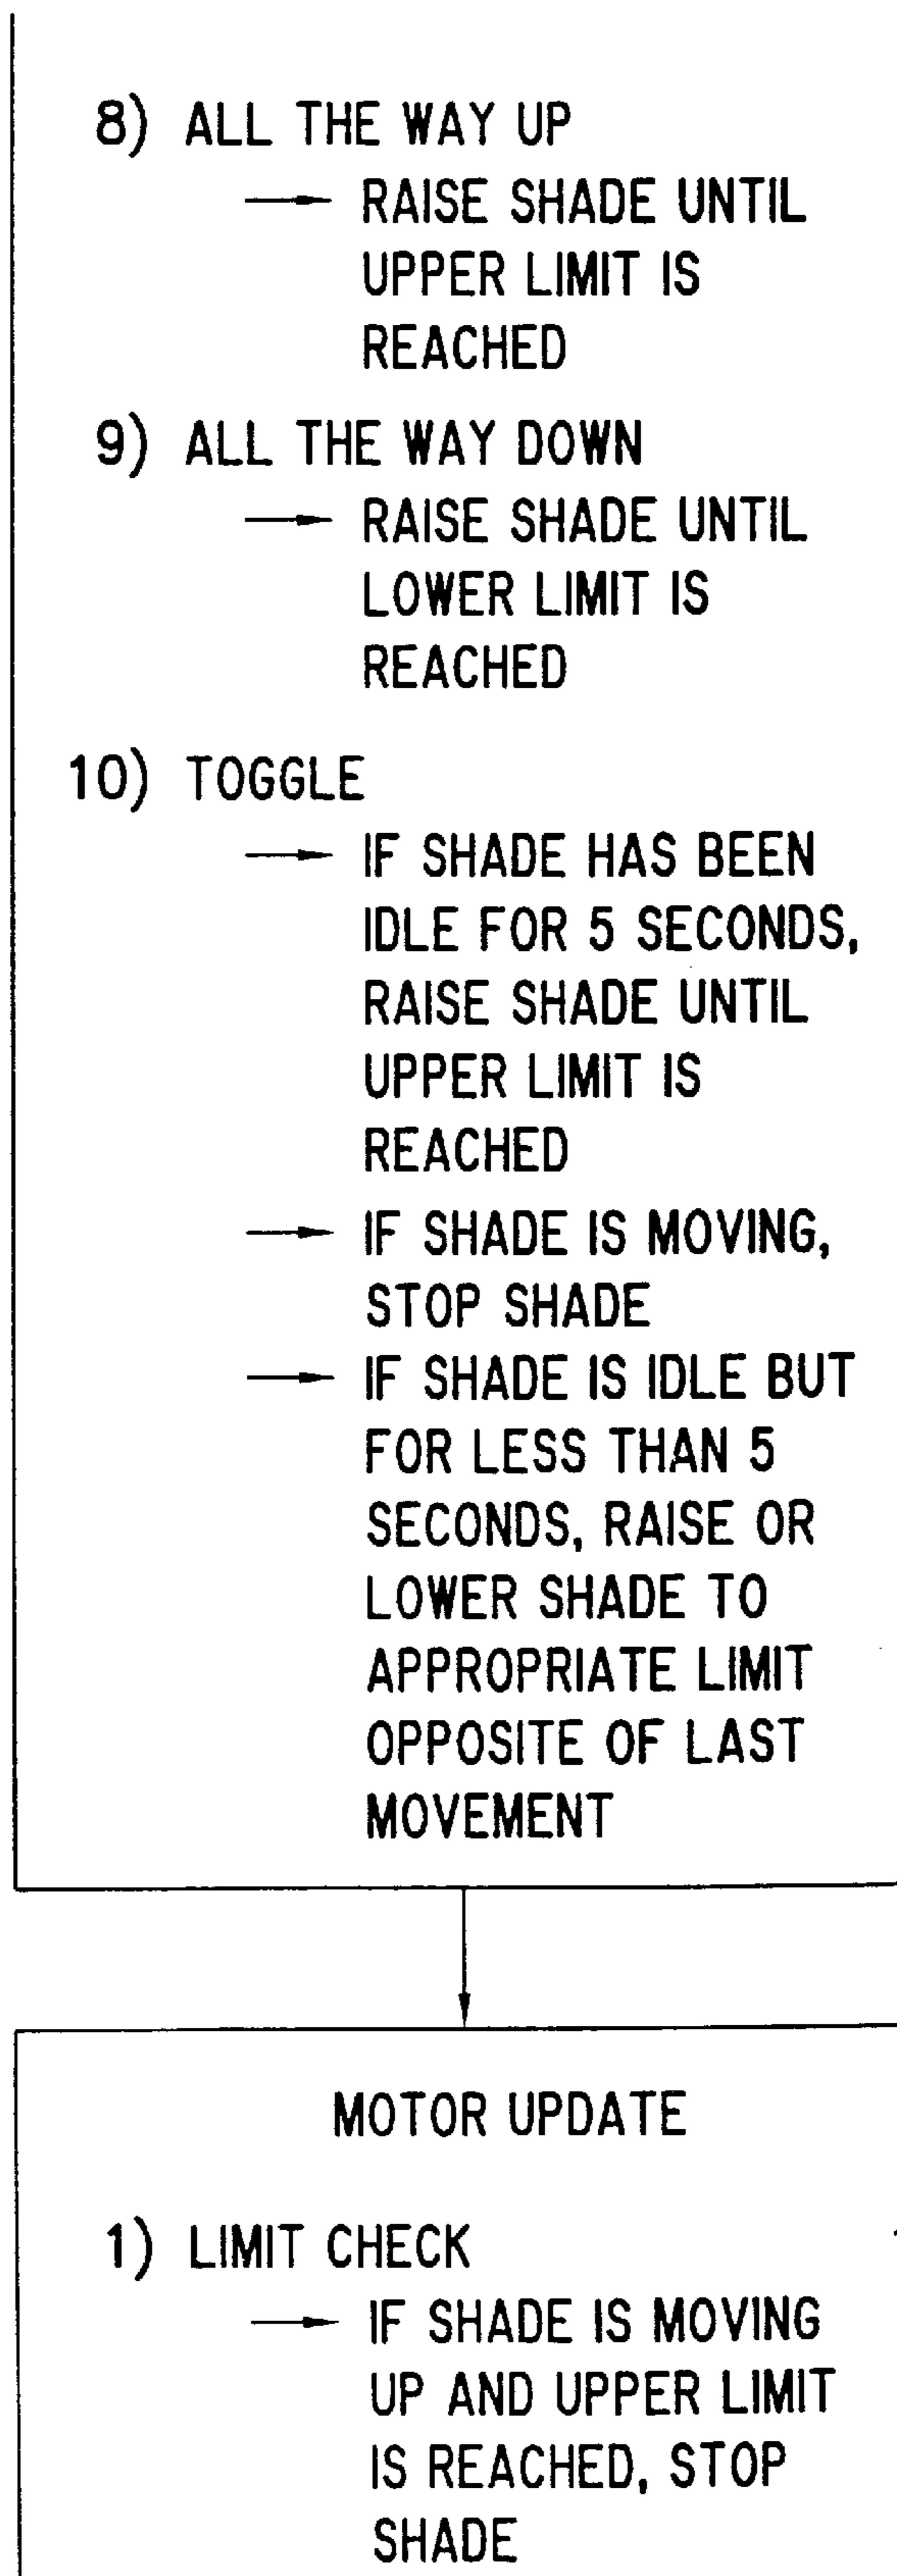 8) ALL THE WAY UP
→ RAISE SHADE UNTIL
UPPER LIMIT IS
REACHED
9) ALL THE WAY DOWN
→ RAISE SHADE UNTIL
LOWER LIMIT IS
REACHED
10) TOGGLE
→ IF SHADE HAS BEEN
IDLE FOR 5 SECONDS,
RAISE SHADE UNTIL
UPPER LIMIT IS
REACHED
→ IF SHADE IS MOVING,
STOP SHADE
→ IF SHADE IS IDLE BUT
FOR LESS THAN 5
SECONDS, RAISE OR
LOWER SHADE TO
APPROPRIATE LIMIT
OPPOSITE OF LAST
MOVEMENT
MOTOR UPDATE
1) LIMIT CHECK
→ IF SHADE IS MOVING
UP AND UPPER LIMIT
IS REACHED, STOP
SHADE